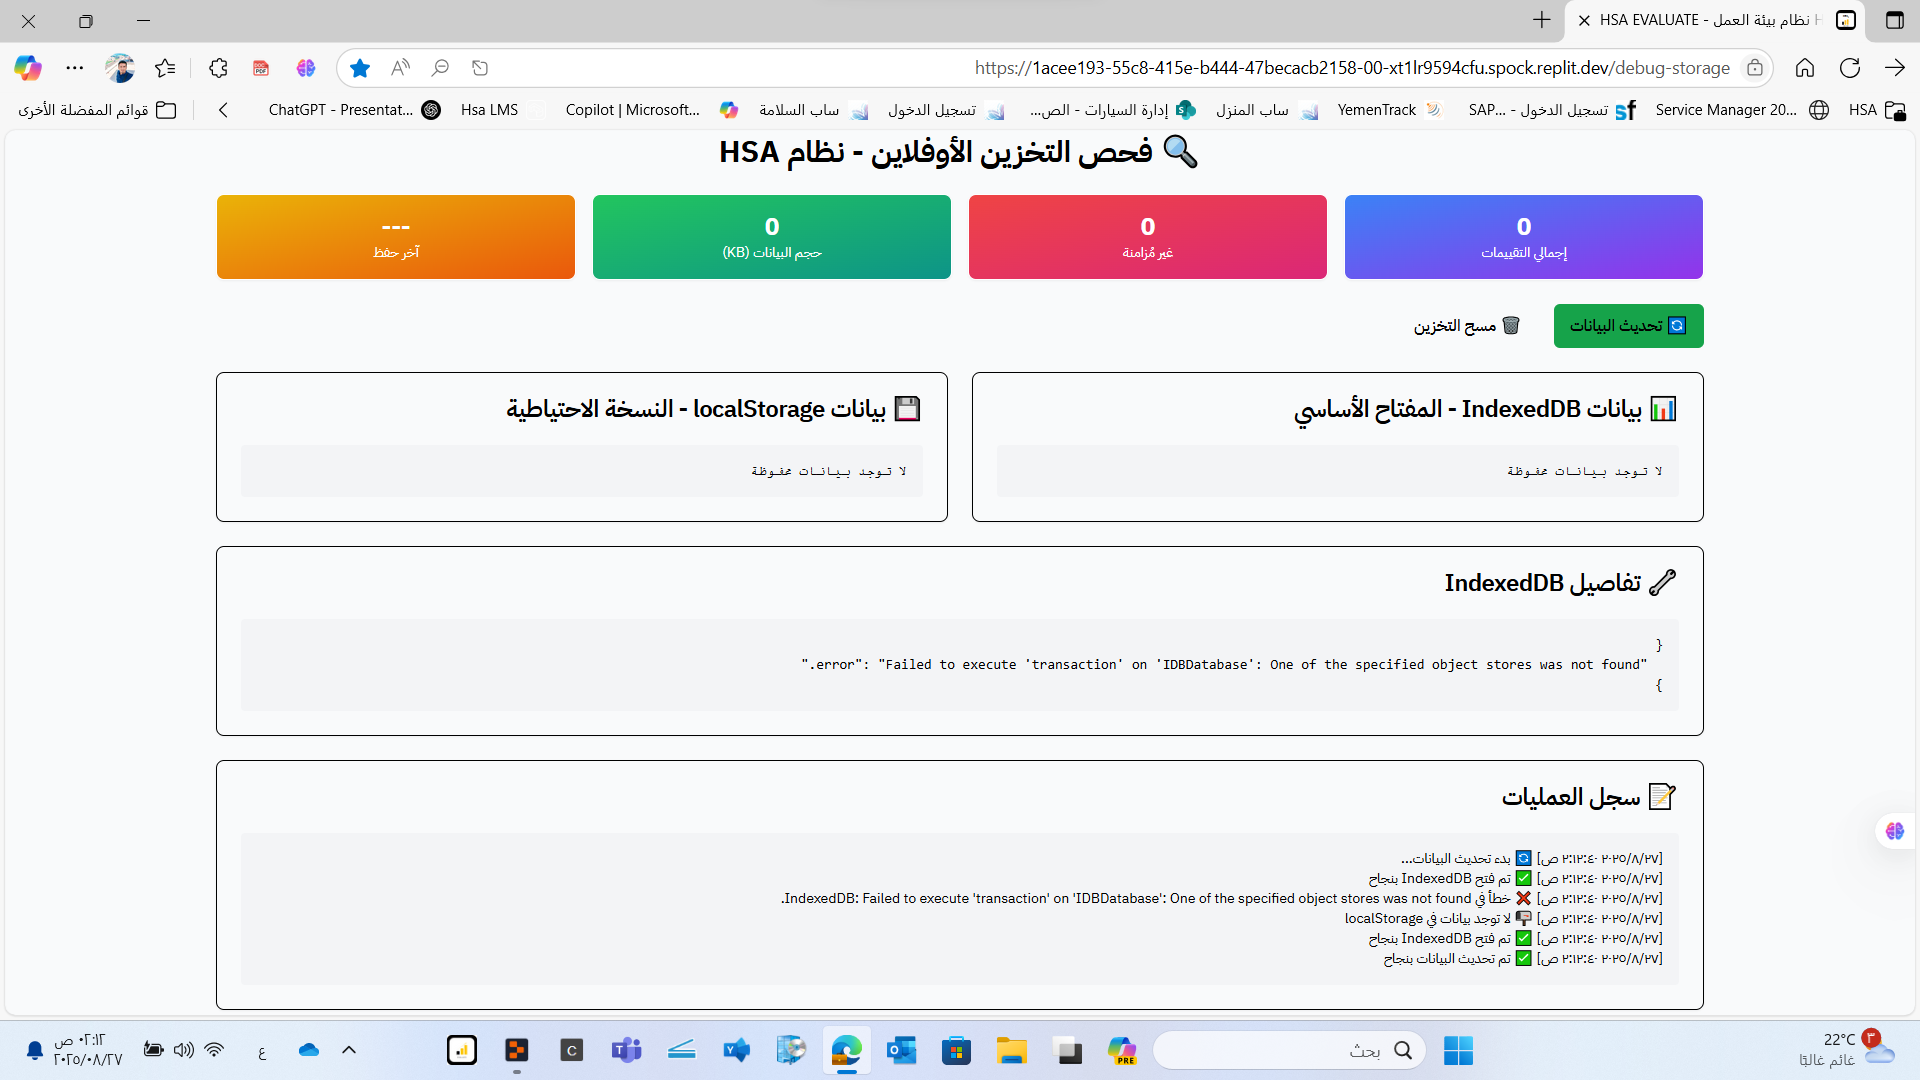 HSA EVALUATE - نظام بيئة العمل H
https://1acee193-55c8-415e-b444-47becacb2158-00-xt1lr9594cfu.spock.replit.dev/debug-storage
HSA
Service Manager 20...
تسجيل الدخول - SAP...
YemenTrack
ساب المنزل
إدارة السيارات - الص...
تسجيل الدخول
ساب السلامة
Copilot | Microsoft...
Hsa LMS
ChatGPT - Presentat...
قوائم المفضلة الأخرى
🔍 فحص التخزين الأوفلاين - نظام HSA
0
إجمالي التقييمات
0
غير مُزامنة
0
حجم البيانات (KB)
---
آخر حفظ
🔄 تحديث البيانات
🗑️ مسح التخزين
📊 بيانات IndexedDB - المفتاح الأساسي
لا توجد بيانات محفوظة
💾 بيانات localStorage - النسخة الاحتياطية
لا توجد بيانات محفوظة
🔧 تفاصيل IndexedDB
{
"error": "Failed to execute 'transaction' on 'IDBDatabase': One of the specified object stores was not found."
}
📝 سجل العمليات
[٢٠٢٥/٨/٢٧ ٢:١٢:٤٠ ص] 🔄 بدء تحديث البيانات...
[٢٠٢٥/٨/٢٧ ٢:١٢:٤٠ ص] ✅ تم فتح IndexedDB بنجاح
[٢٠٢٥/٨/٢٧ ٢:١٢:٤٠ ص] ❌ خطأ في IndexedDB: Failed to execute 'transaction' on 'IDBDatabase': One of the specified object stores was not found.
[٢٠٢٥/٨/٢٧ ٢:١٢:٤٠ ص] 📭 لا توجد بيانات في localStorage
[٢٠٢٥/٨/٢٧ ٢:١٢:٤٠ ص] ✅ تم فتح IndexedDB بنجاح
[٢٠٢٥/٨/٢٧ ٢:١٢:٤٠ ص] ✅ تم تحديث البيانات بنجاح
22°C
غائم غالبًا
٣
بحث
PRE
C
ع
٠٢:١٢ ص
٢٠٢٥/٠٨/٢٧